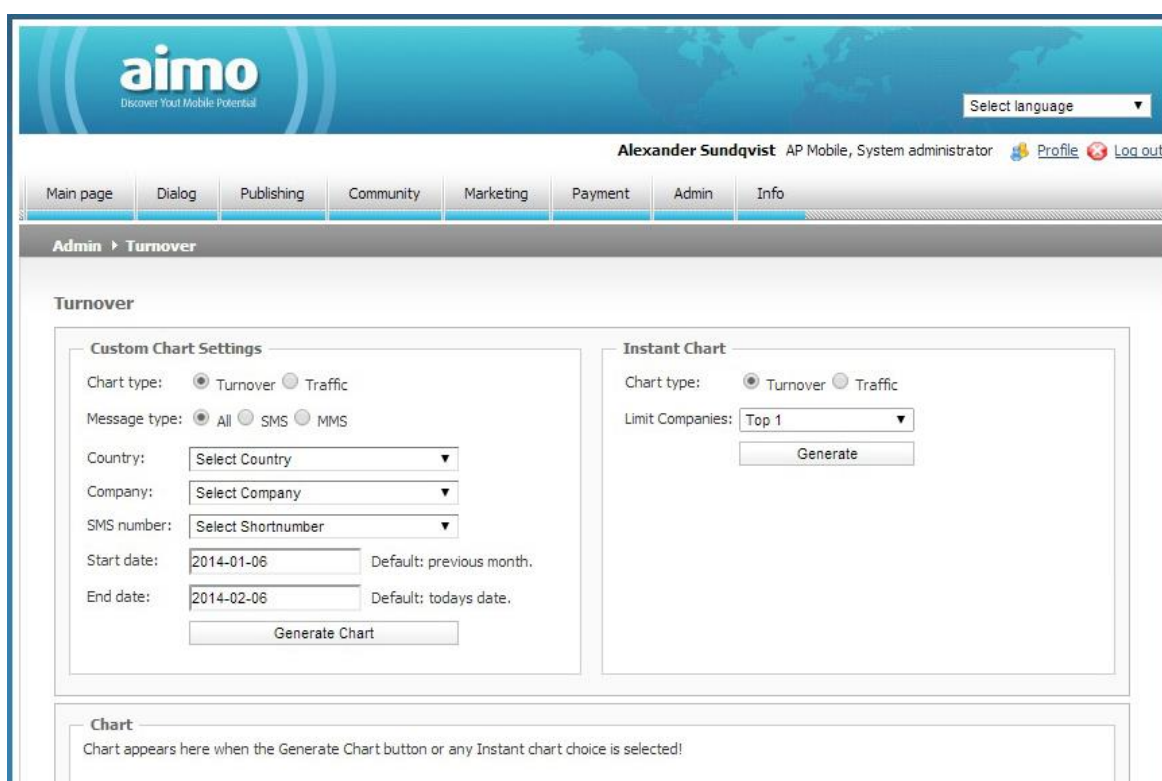 aimo
Discover Yout Mobile Potential
Select language
Alexander Sundqvist AP Mobile, System administrator Profile Log out
Main page Dialog Publishing Community Marketing Payment Admin Info
Admin Turnover
Turnover
Custom Chart Settings
Chart type: Turnover Traffic
Message type: All SMS MMS
Country: Select Country
Company: Select Company
SMS number: Select Shortnumber
Start date: 2014-01-06 Default: previous month.
End date: 2014-02-06 Default: todays date.
Generate Chart
Instant Chart
Chart type: Turnover Traffic
Limit Companies: Top 1
Generate
Chart
Chart appears here when the Generate Chart button or any Instant chart choice is selected!